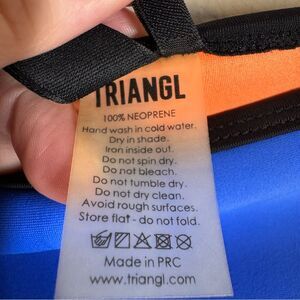 TRIANGL
100% NEOPRENE
Hand wash in cold water.
Dry in shade.
Iron inside out.
Do not spin dry.
Do not bleach.
Do not tumble dry.
Do not dry clean.
Avoid rough surfaces.
Store flat - do not fold.
Made in PRC
www.triangl.com